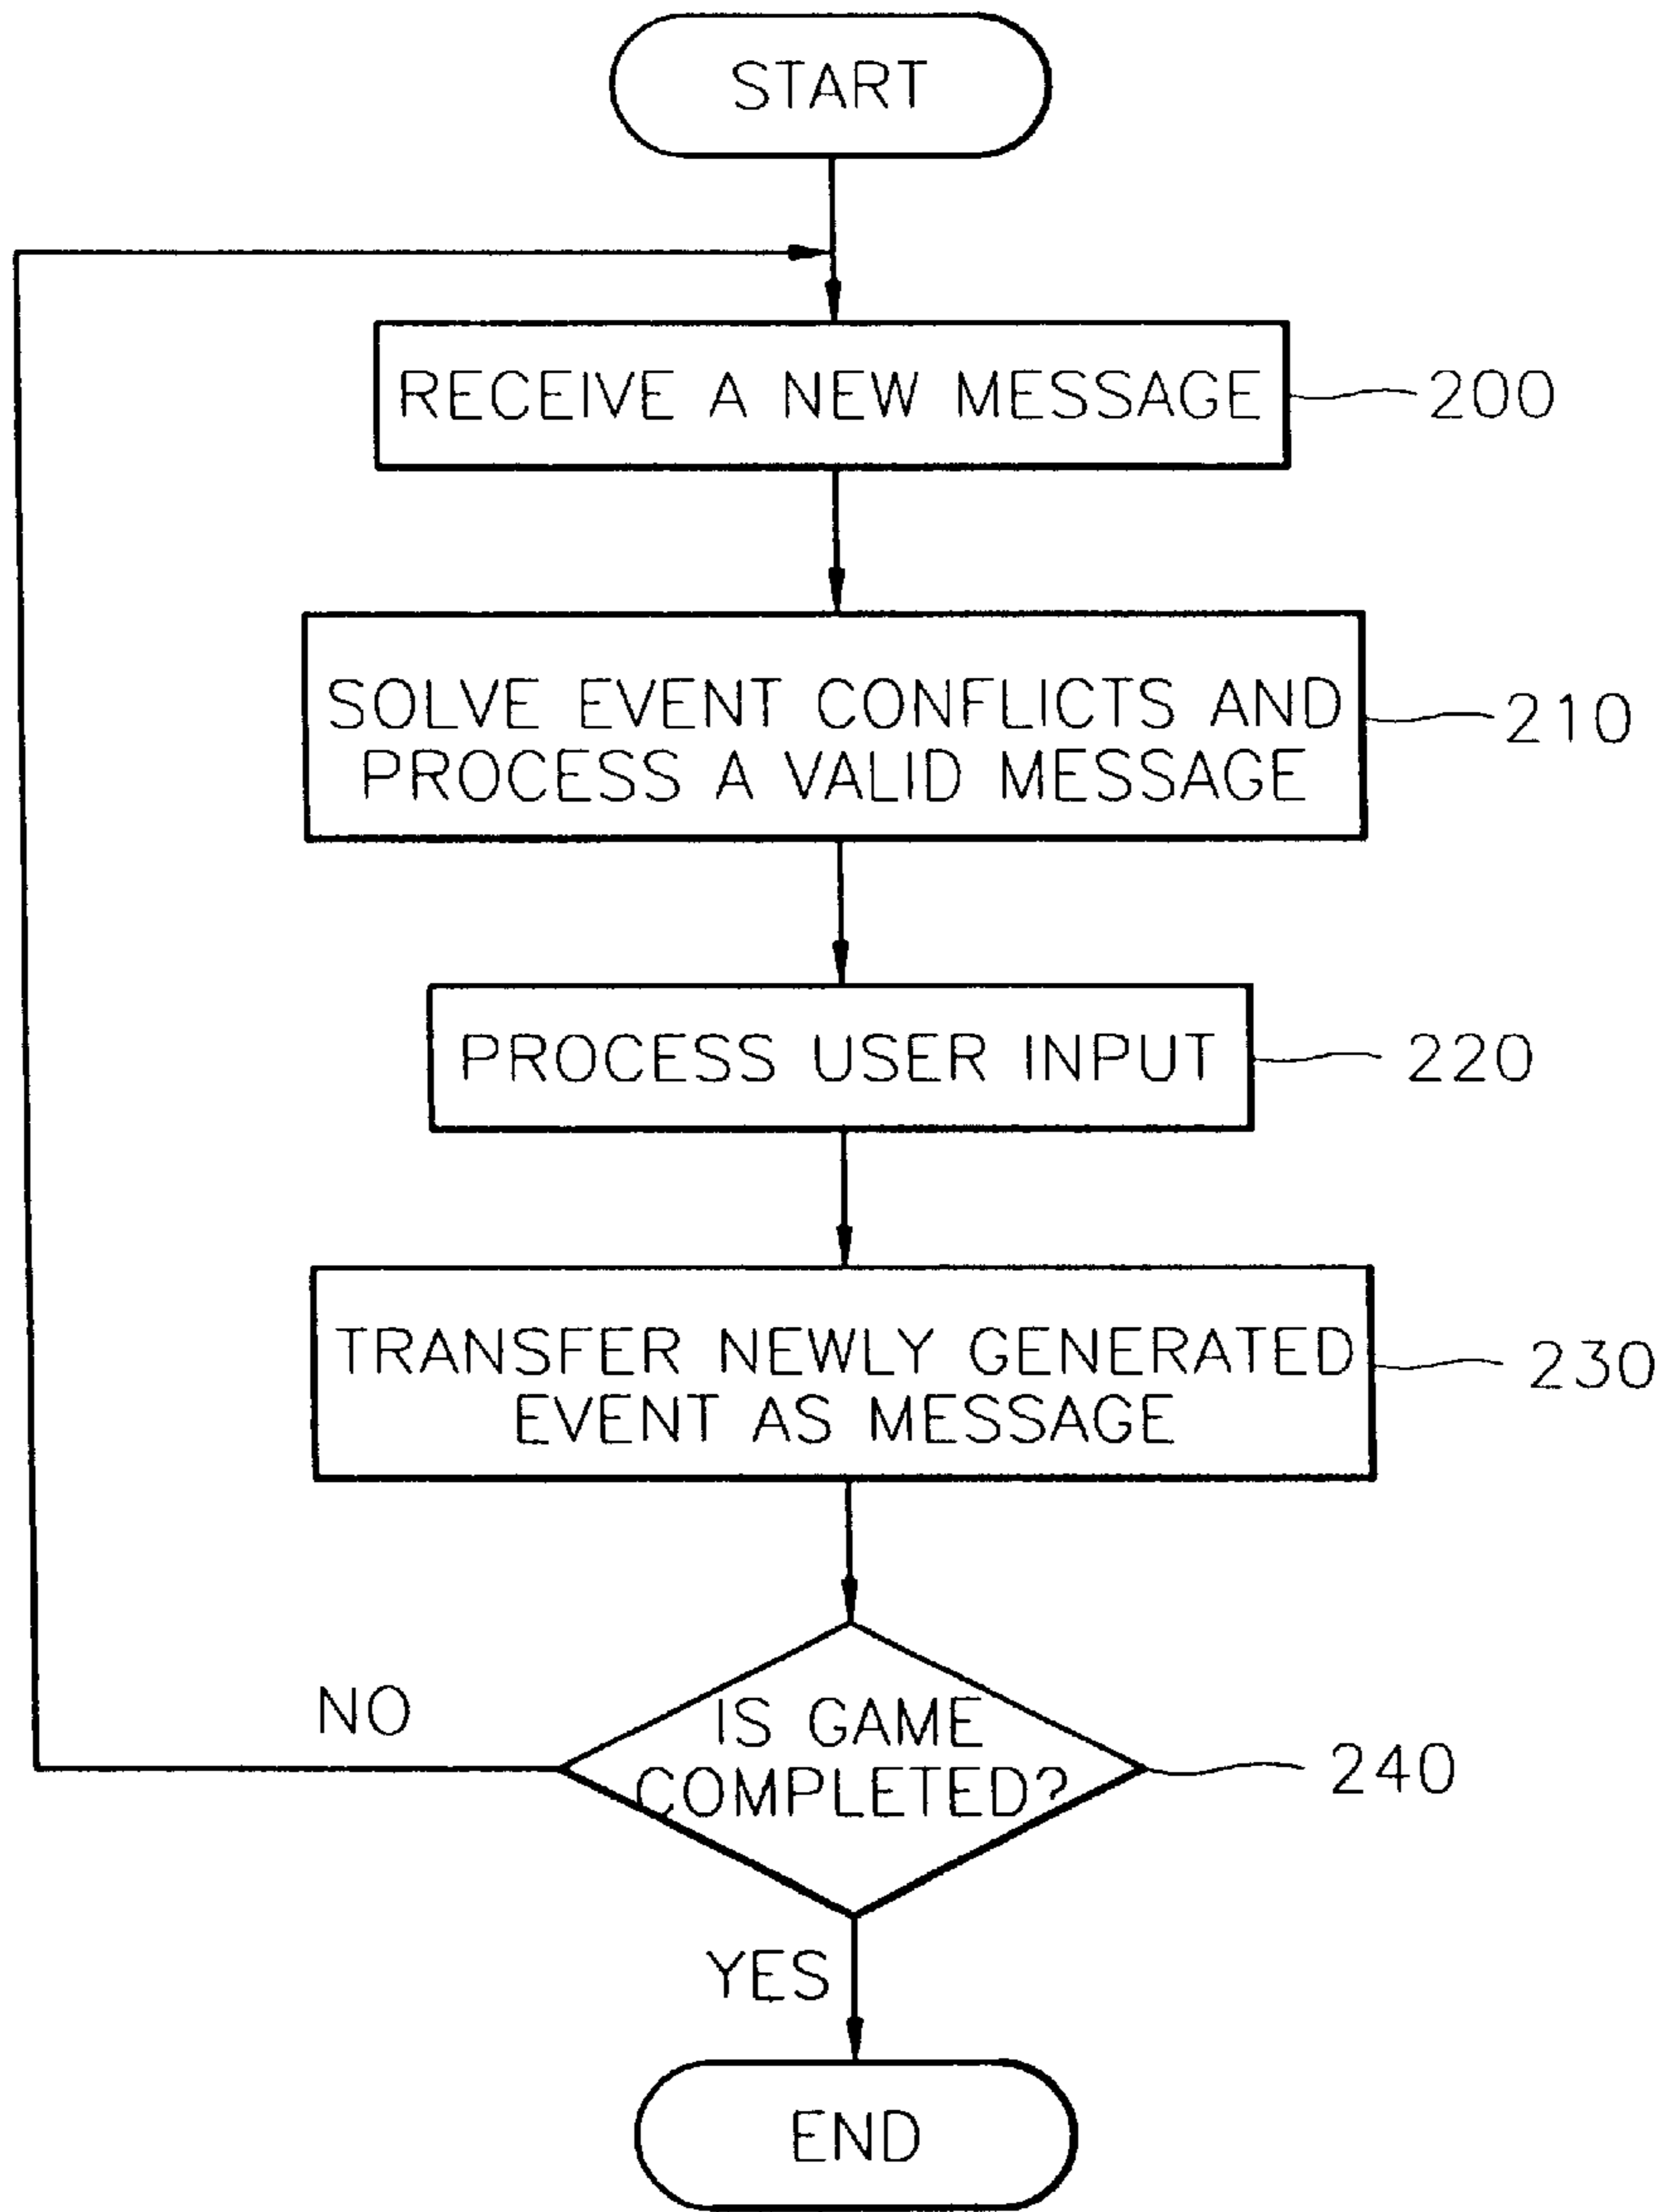 START
RECEIVE A NEW MESSAGE
200
SOLVE EVENT CONFLICTS AND
PROCESS A VALID MESSAGE
210
PROCESS USER INPUT
220
TRANSFER NEWLY GENERATED
EVENT AS MESSAGE
230
NO
IS GAME
COMPLETED?
240
YES
END